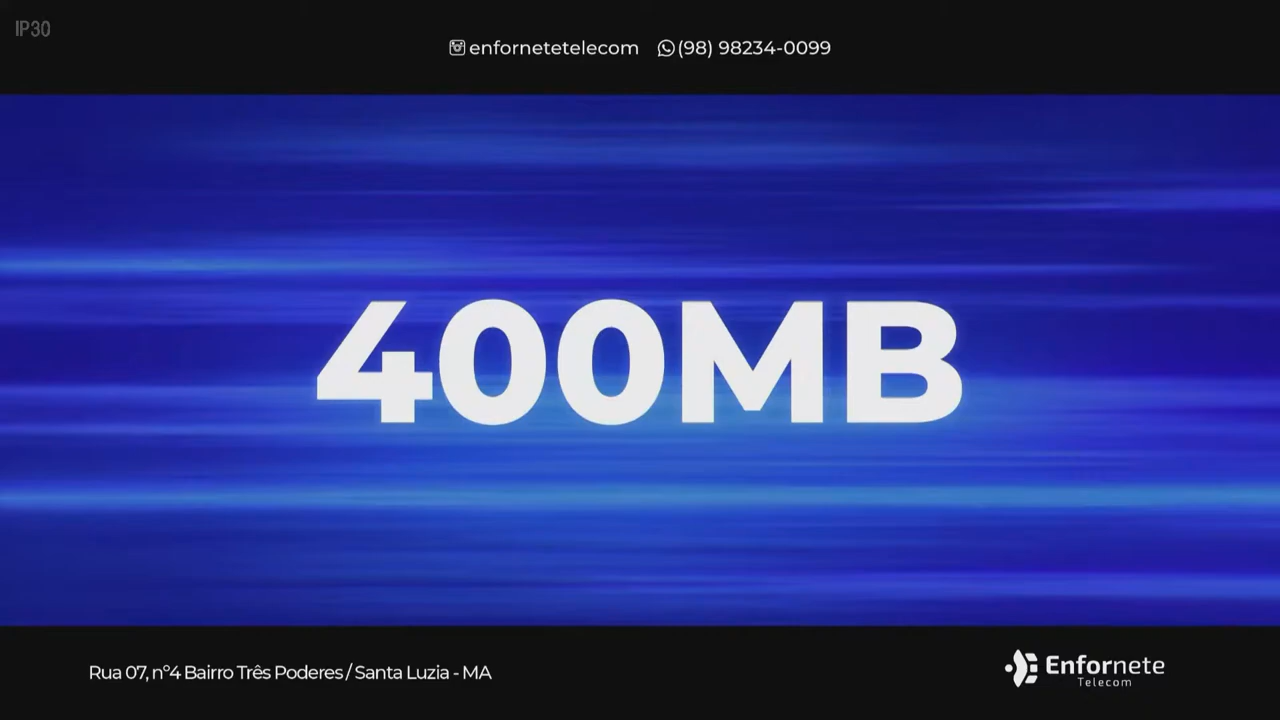 IP30
enfornetetelecom (98) 98234-0099
400MB
Rua 07, nº4 Bairro Três Poderes / Santa Luzia - MA
Enfornete
Telecom